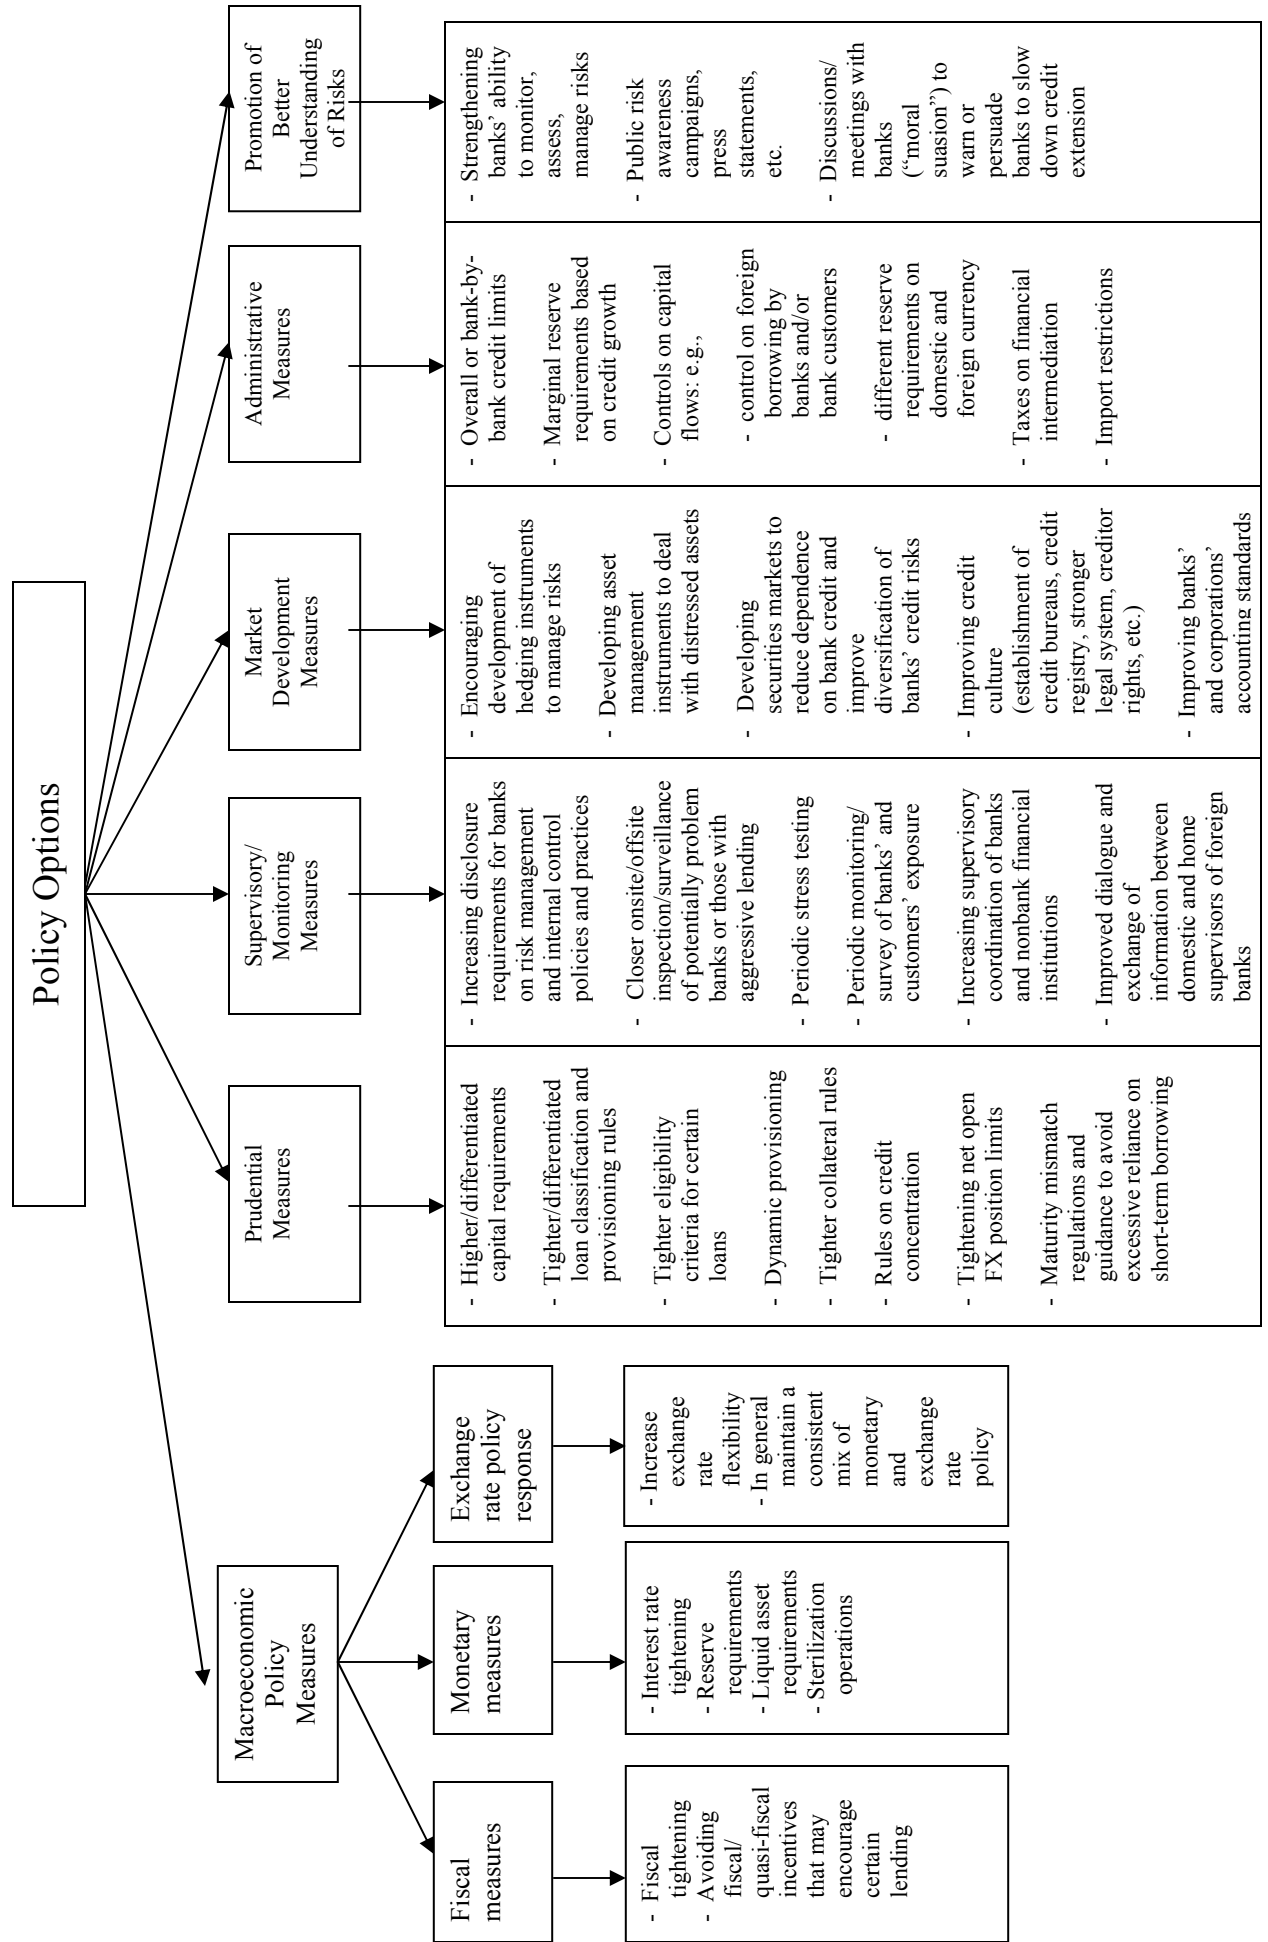 Policy Options
Macroeconomic
Policy
Measures
Prudential
Measures
Supervisory/
Monitoring
Measures
Market
Development
Measures
Administrative
Measures
Promotion of
Better
Understanding
of Risks
Fiscal
measures
Monetary
measures
Exchange
rate policy
response
- Fiscal
tightening
- Avoiding
fiscal/
quasi-fiscal
incentives
that may
encourage
certain
lending
- Interest rate
tightening
- Reserve
requirements
- Liquid asset
requirements
- Sterilization
operations
- Increase
exchange
rate
flexibility
- In general
maintain a
consistent
mix of
monetary
and
exchange
rate
policy
- Higher/differentiated
capital requirements
- Tighter/differentiated
loan classification and
provisioning rules
- Tighter eligibility
criteria for certain
loans
- Dynamic provisioning
- Tighter collateral rules
- Rules on credit
concentration
- Tightening net open
FX position limits
- Maturity mismatch
regulations and
guidance to avoid
excessive reliance on
short-term borrowing
- Increasing disclosure
requirements for banks
on risk management
and internal control
policies and practices
- Closer onsite/offsite
inspection/surveillance
of potentially problem
banks or those with
aggressive lending
- Periodic stress testing
- Periodic monitoring/
survey of banks’ and
customers’ exposure
- Increasing supervisory
coordination of banks
and nonbank financial
institutions
- Improved dialogue and
exchange of
information between
domestic and home
supervisors of foreign
banks
- Encouraging
development of
hedging instruments
to manage risks
- Developing asset
management
instruments to deal
with distressed assets
- Developing
securities markets to
reduce dependence
on bank credit and
improve
diversification of
banks’ credit risks
- Improving credit
culture
(establishment of
credit bureaus, credit
registry, stronger
legal system, creditor
rights, etc.)
- Improving banks’
and corporations’
accounting standards
- Overall or bank-by-
bank credit limits
- Marginal reserve
requirements based
on credit growth
- Controls on capital
flows: e.g.,
- control on foreign
borrowing by
banks and/or
bank customers
- different reserve
requirements on
domestic and
foreign currency
- Taxes on financial
intermediation
- Import restrictions
- Strengthening
banks’ ability
to monitor,
assess,
manage risks
- Public risk
awareness
campaigns,
press
statements,
etc.
- Discussions/
meetings with
banks
(“moral
suasion”) to
warn or
persuade
banks to slow
down credit
extension